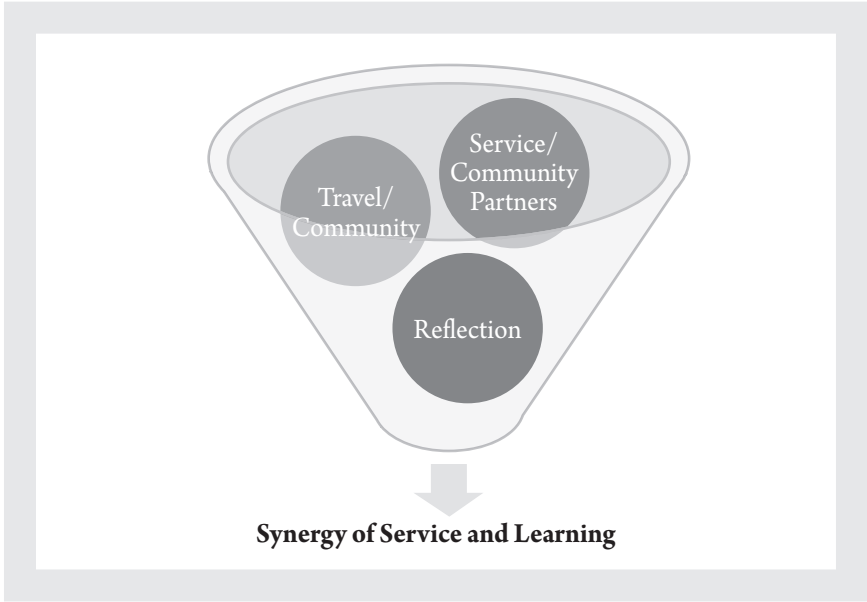 Service/
Community
Partners
Travel/
Community
Reflection
Synergy of Service and Learning